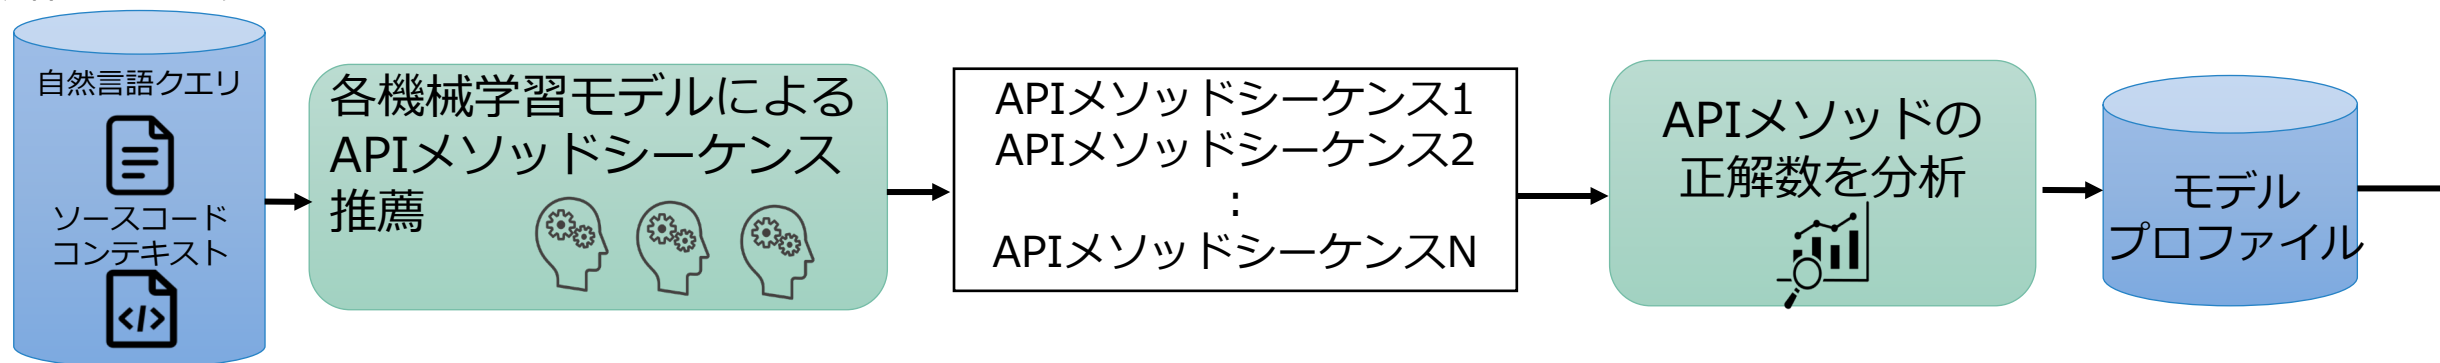 自然言語クエリ
ソースコード
コンテキスト
</>
各機械学習モデルによる
APIメソッドシーケンス
推薦
APIメソッドシーケンス1
APIメソッドシーケンス2
:
APIメソッドシーケンスN
APIメソッドの
正解数を分析
モデル
プロファイル